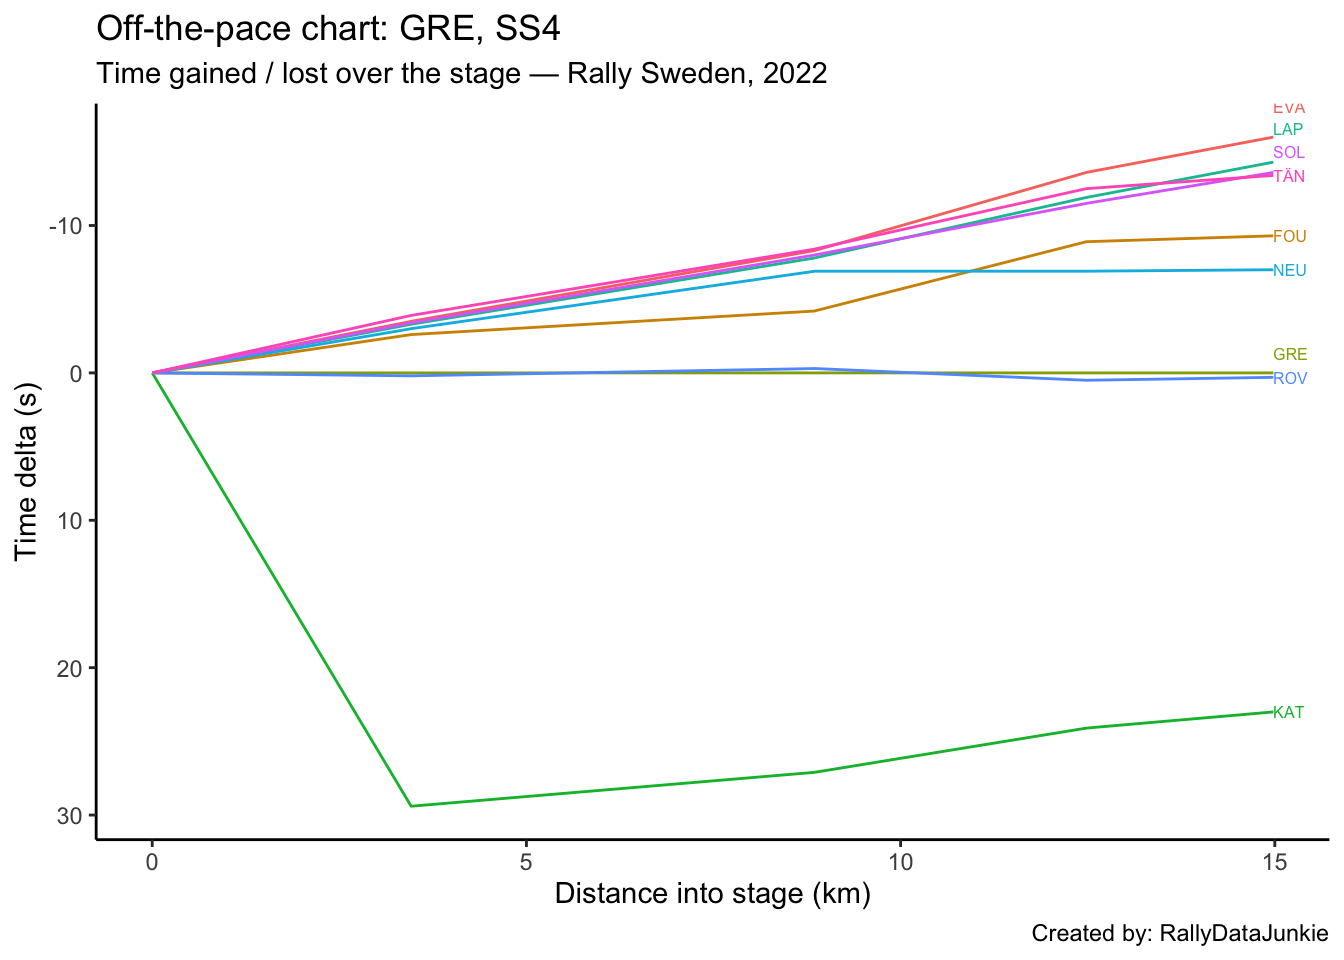 Off-the-pace chart: GRE, SS4
Time gained / lost over the stage — Rally Sweden, 2022
EVA
LAP
SOL
TÄN
-10
FOU
NEU
GRE
0
ROV
Time delta (s)
10
20
KAT
30
0 5 10 15
Distance into stage (km)
Created by: RallyDataJunkie